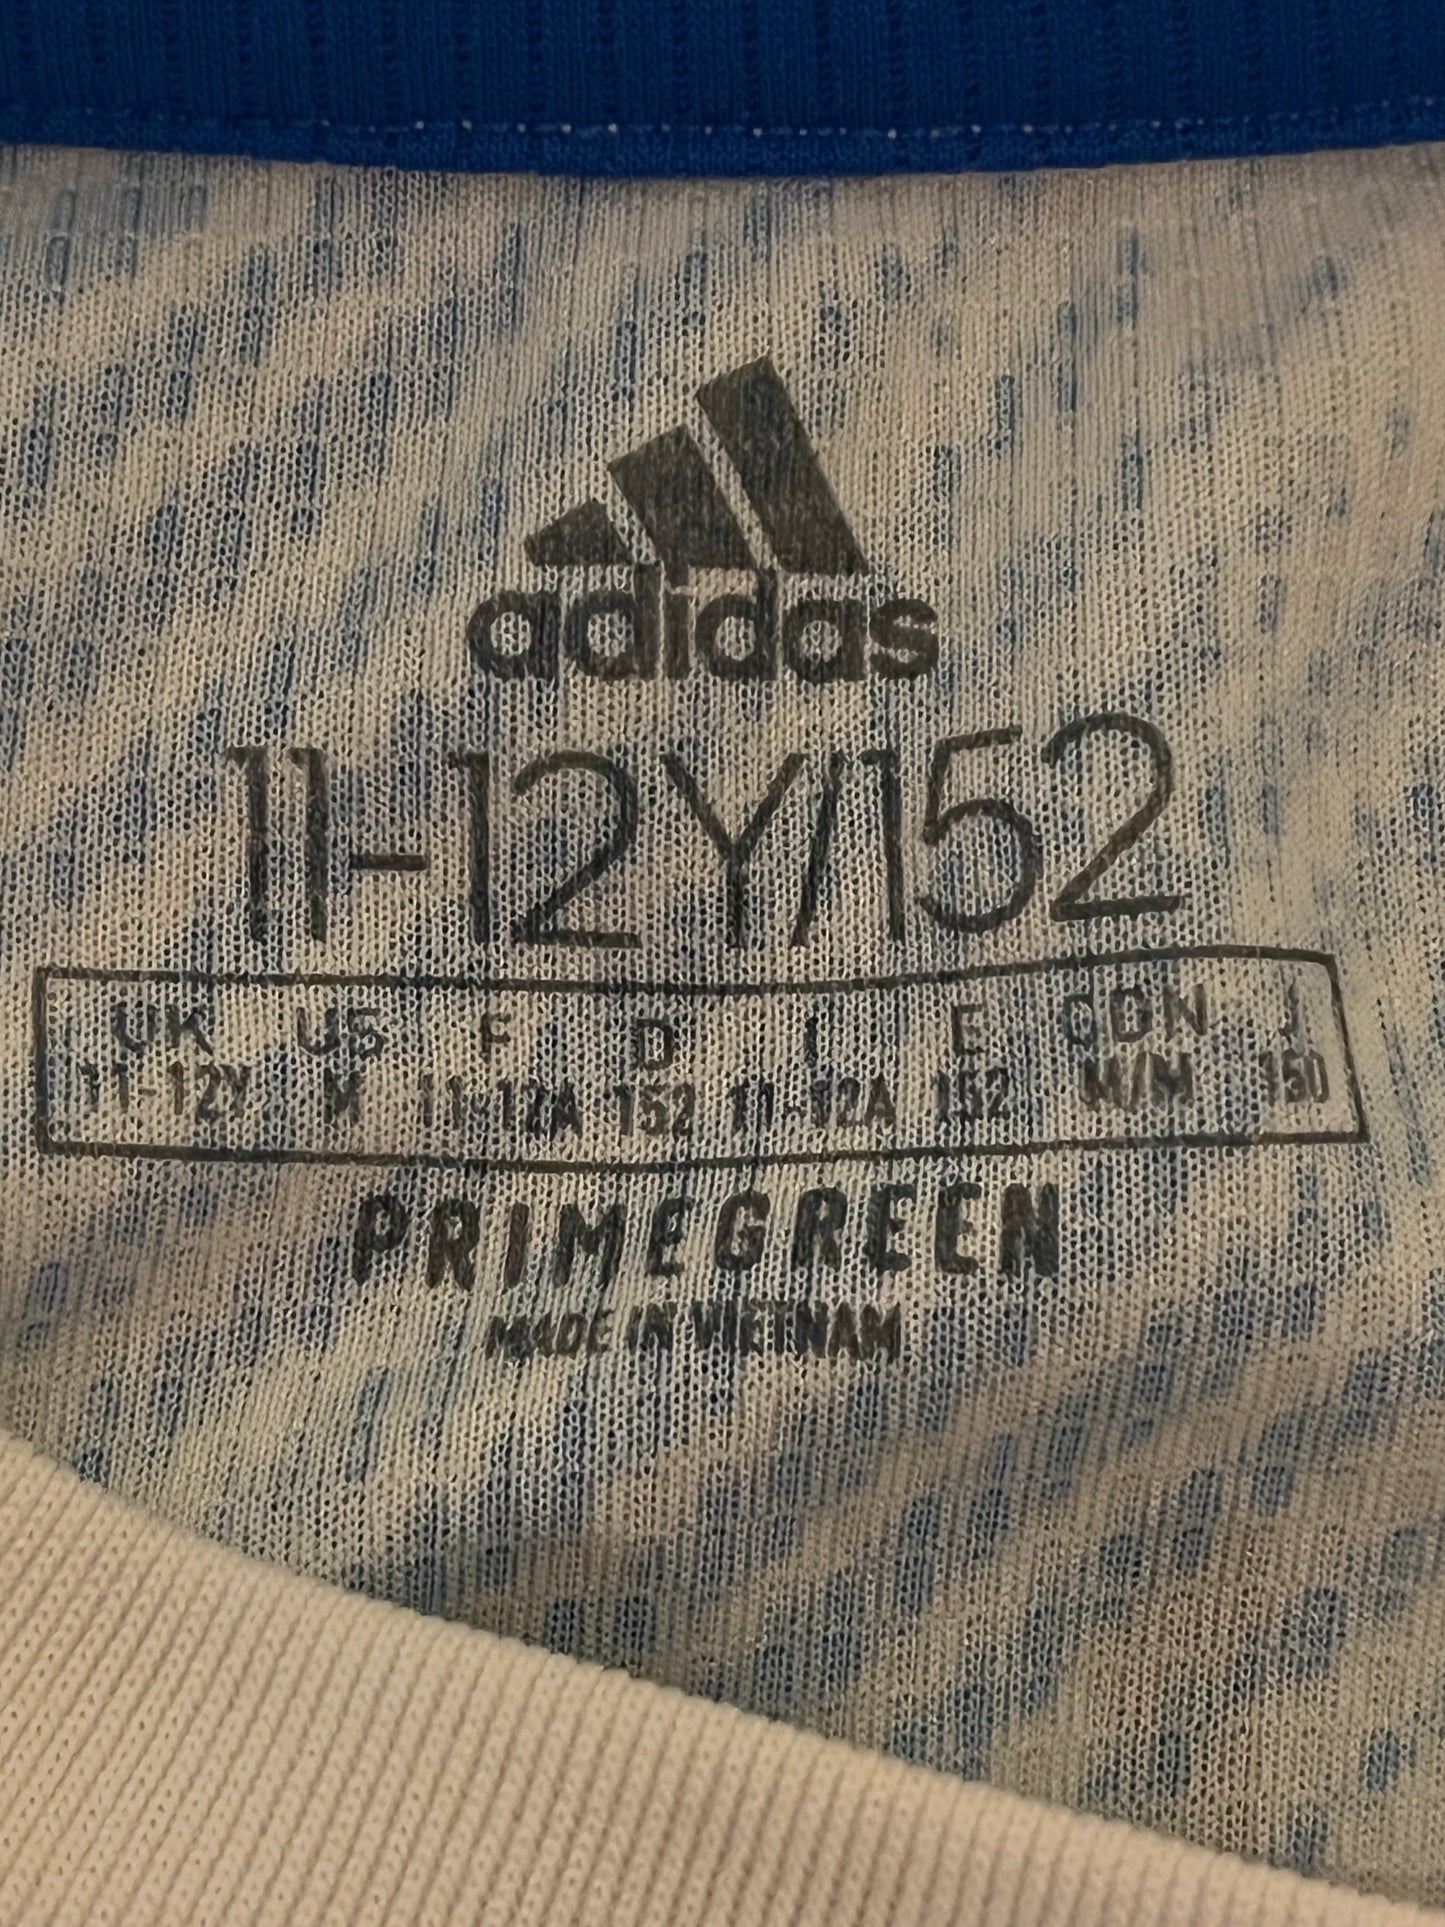 adidas
11-12Y/152
UK US F D I E CDN J
11-12Y M 11-12A 152 11-12A 152 M/M 150
PRIMEGREEN
MADE IN VIETNAM